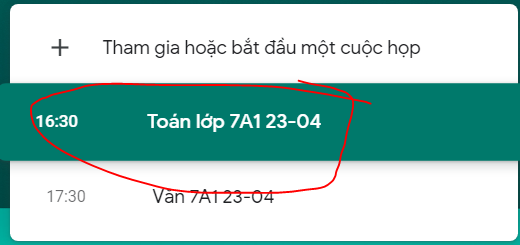 Tham gia hoặc bắt đầu một cuộc họp
16:30 Toán lớp 7A1 23-04
17:30 Văn 7A1 23-04